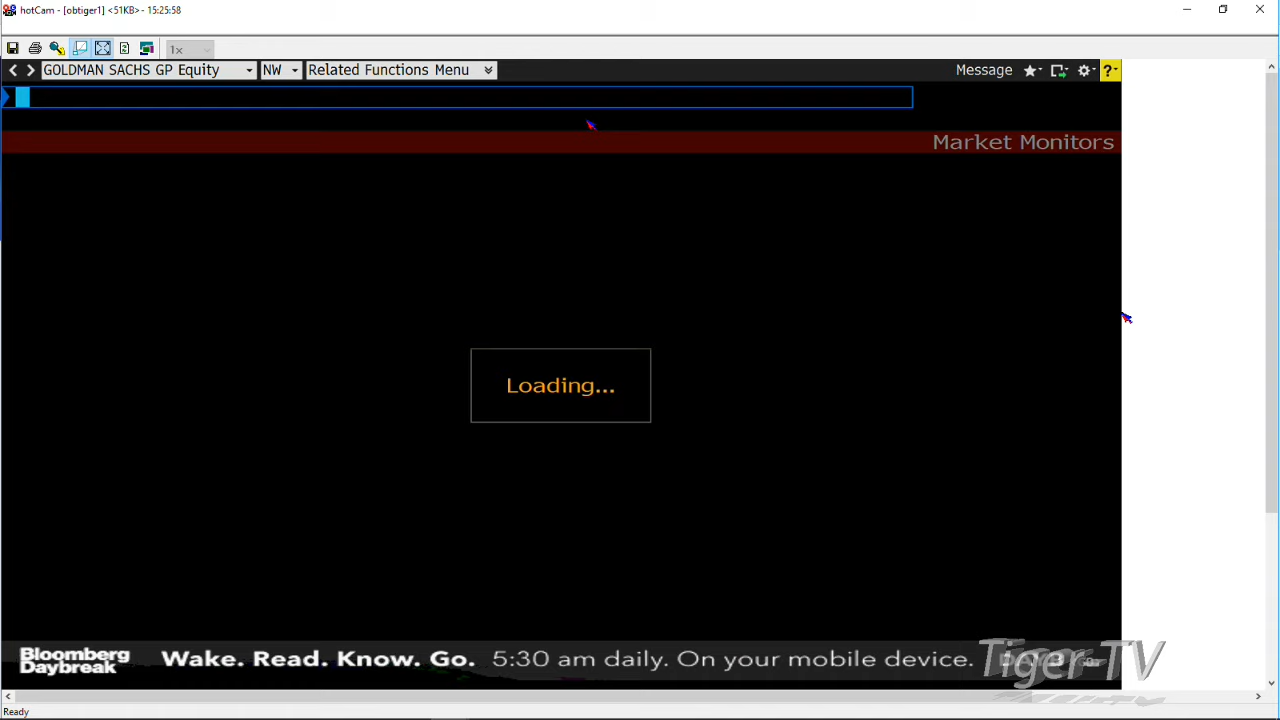 hotCam - [obtiger1] <51KB> - 15:25:58
1x
GOLDMAN SACHS GP Equity NW Related Functions Menu Message ?
Market Monitors
Loading...
Bloomberg
Daybreak
Wake. Read. Know. Go. 5:30 am daily. On your mobile device.
Tiger-TV
Ready